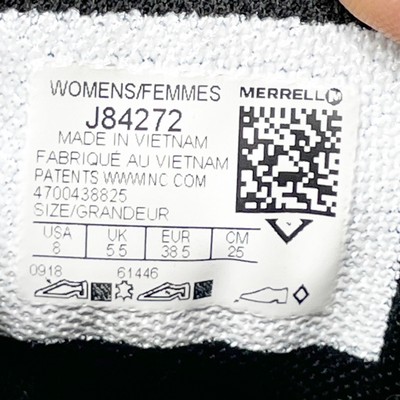 WOMENS/FEMMES MERRELL
J84272
MADE IN VIETNAM
FABRIQUÉ AU VIETNAM
PATENTS WWWNC COM
4700438825
SIZE/GRANDEUR
USA UK EUR CM
8 5.5 38.5 25
0918 61446